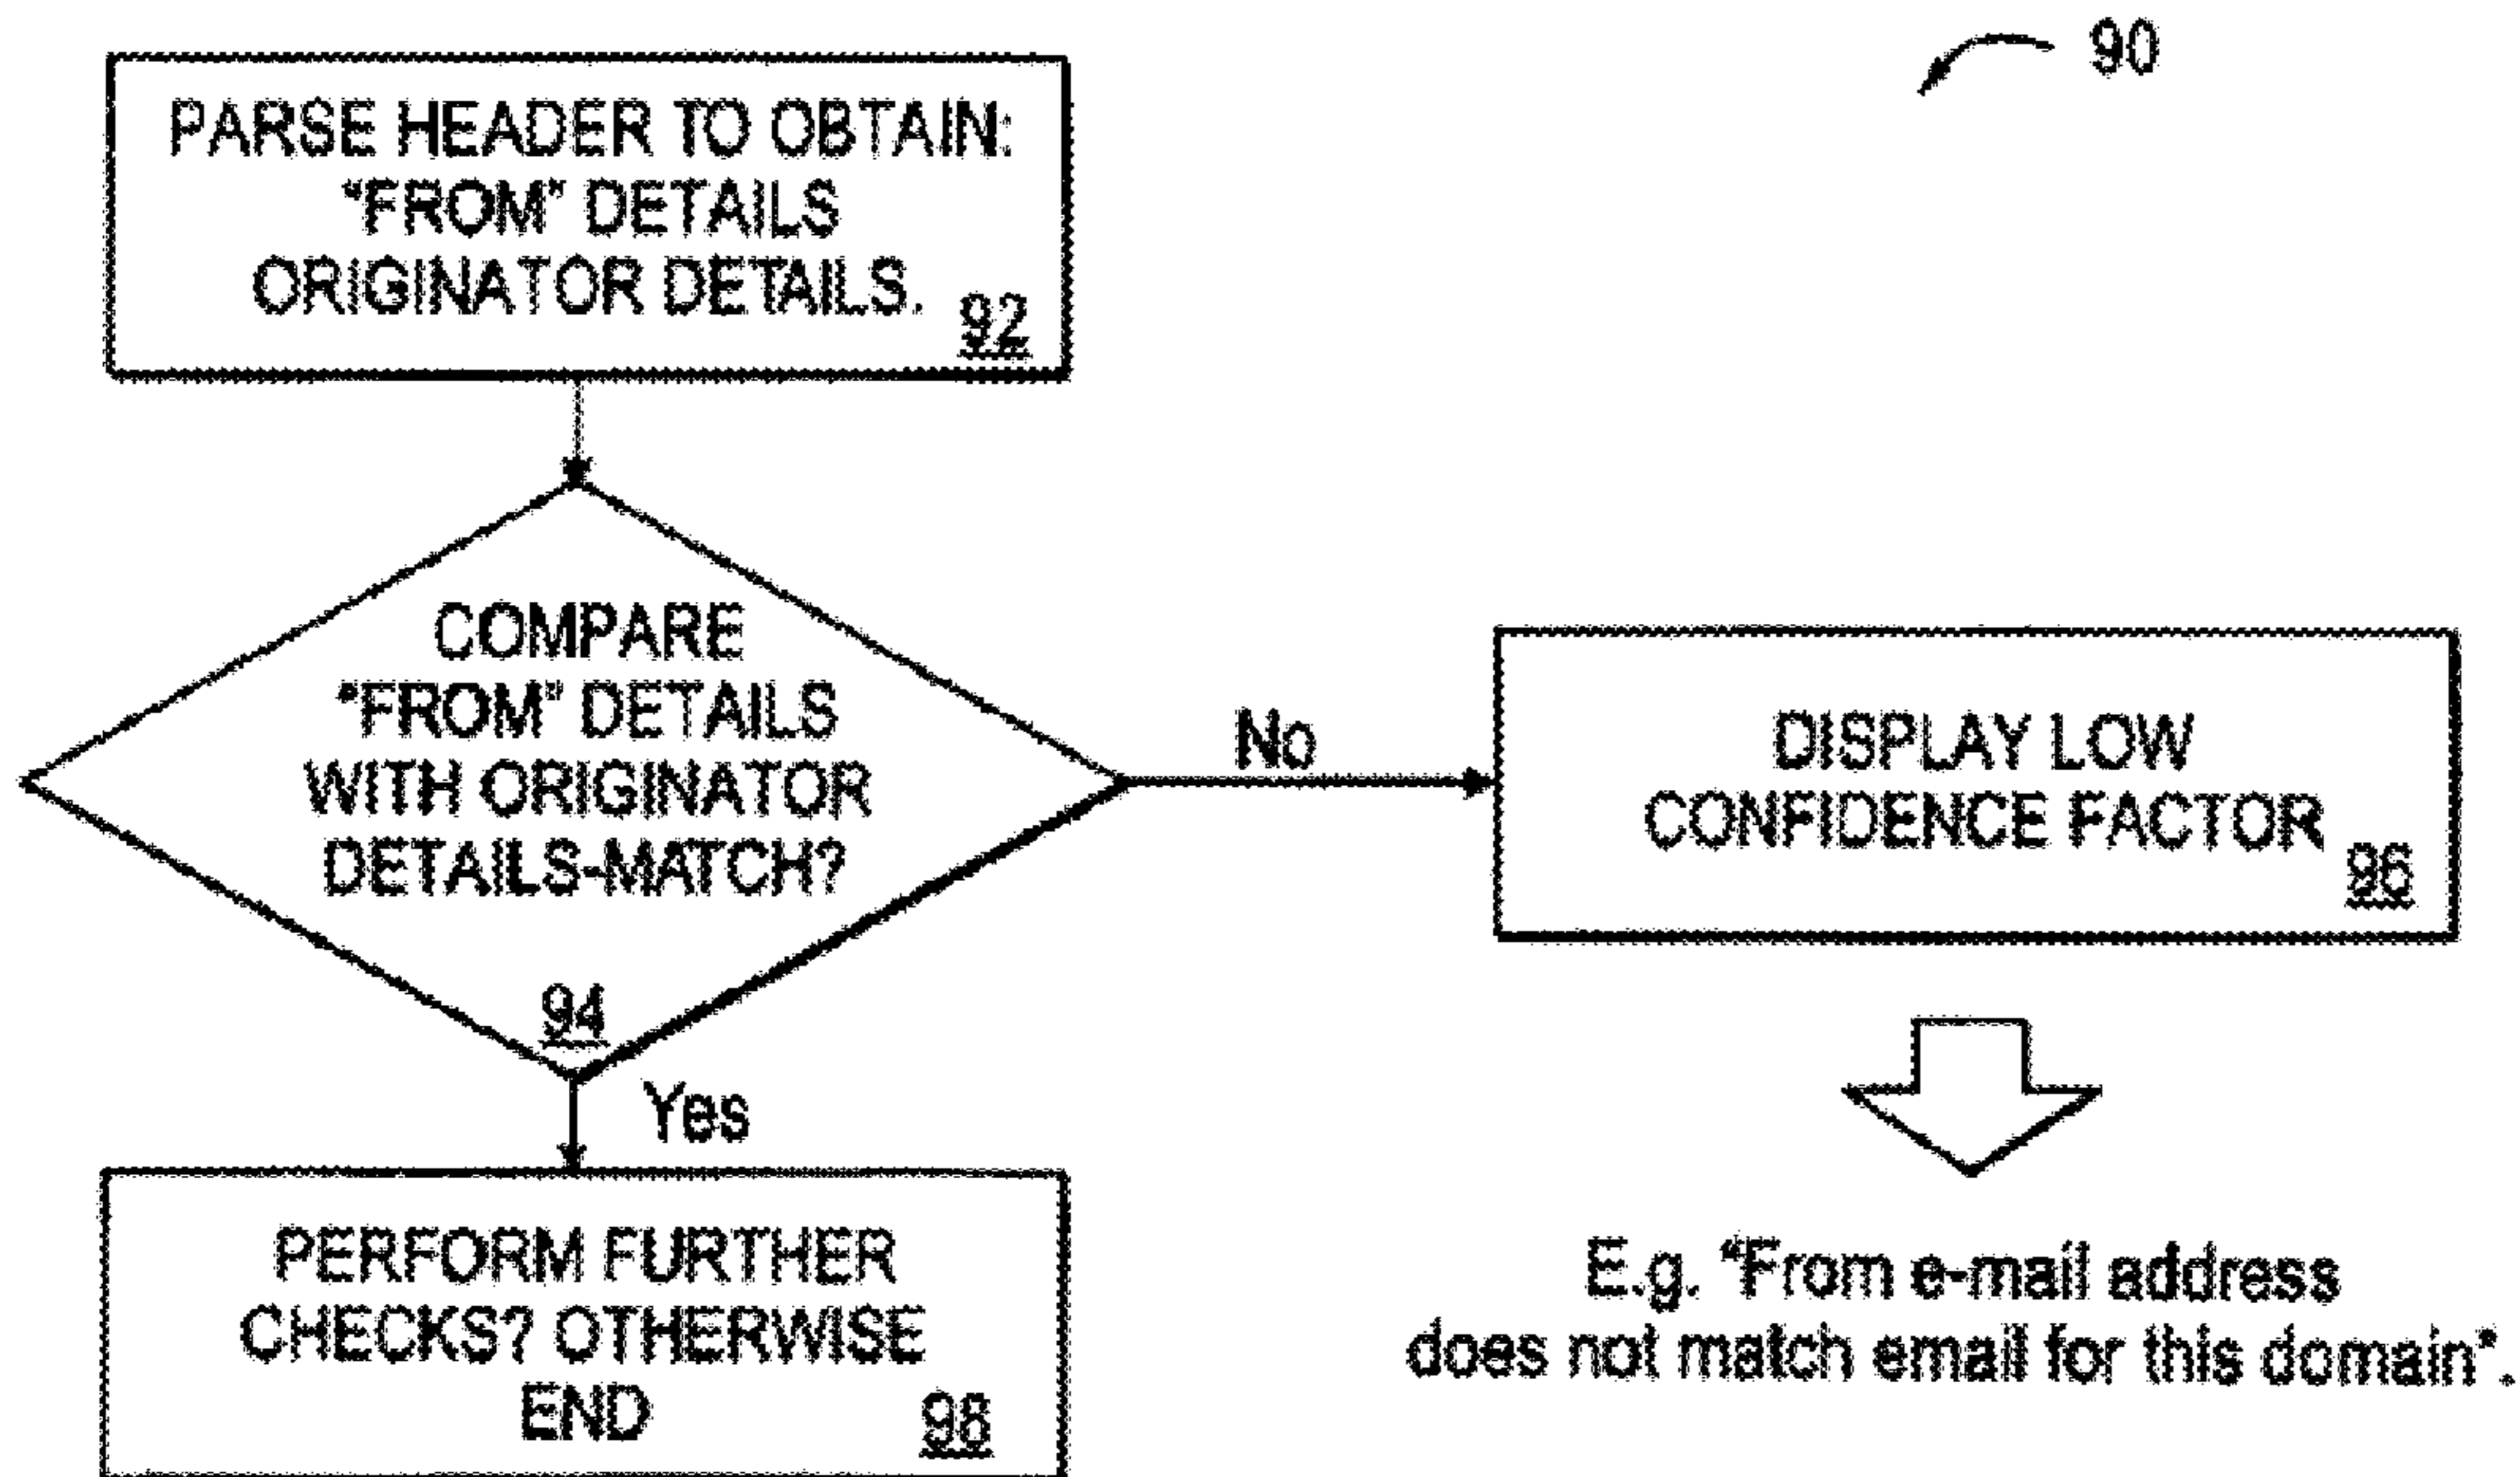 90
PARSE HEADER TO OBTAIN:
"FROM" DETAILS
ORIGINATOR DETAILS.
92
COMPARE
"FROM" DETAILS
WITH ORIGINATOR
DETAILS-MATCH?
94
No
DISPLAY LOW
CONFIDENCE FACTOR
96
Yes
PERFORM FURTHER
CHECKS? OTHERWISE
END
98
E.g. "From e-mail address
does not match email for this domain".